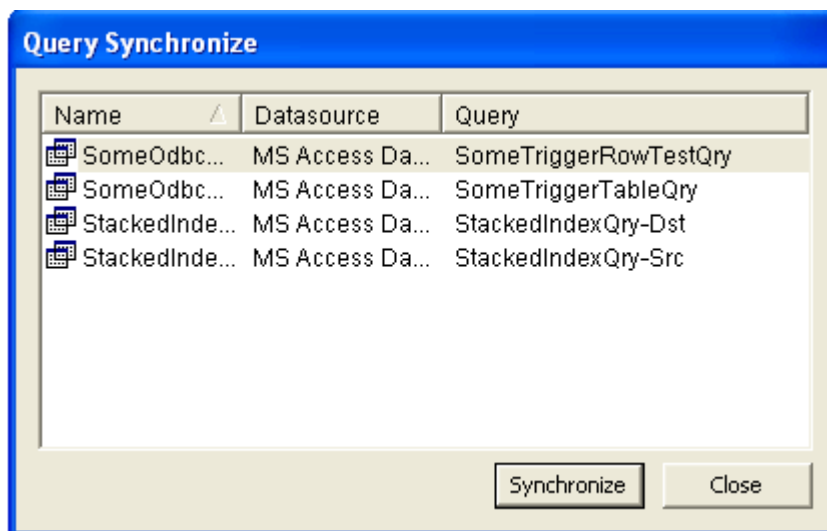 Query Synchronize
Name Datasource Query
SomeOdbc... MS Access Da... SomeTriggerRowTestQry
SomeOdbc... MS Access Da... SomeTriggerTableQry
StackedInde... MS Access Da... StackedIndexQry-Dst
StackedInde... MS Access Da... StackedIndexQry-Src
Synchronize Close